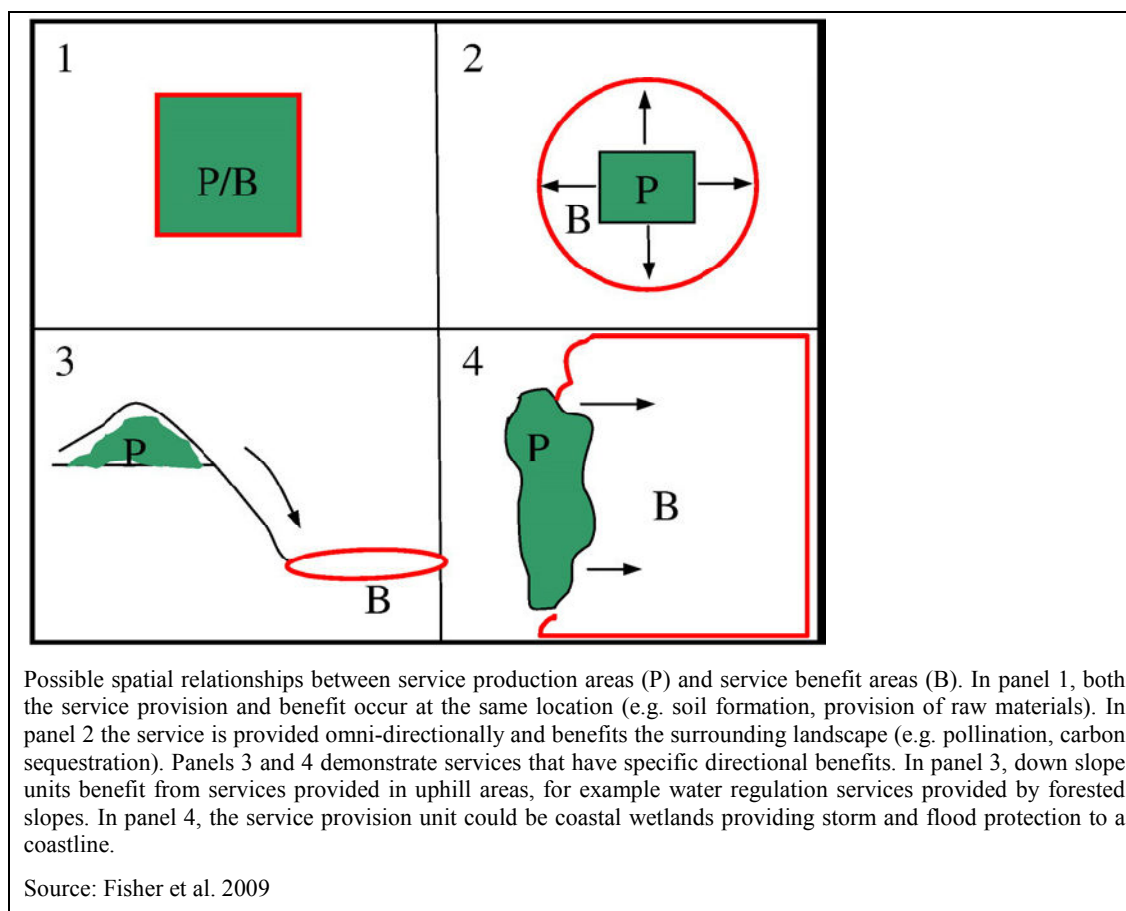 1
2
P/B
P
B
3
4
P
P
B
B
Possible spatial relationships between service production areas (P) and service benefit areas (B). In panel 1, both
the service provision and benefit occur at the same location (e.g. soil formation, provision of raw materials). In
panel 2 the service is provided omni-directionally and benefits the surrounding landscape (e.g. pollination, carbon
sequestration). Panels 3 and 4 demonstrate services that have specific directional benefits. In panel 3, down slope
units benefit from services provided in uphill areas, for example water regulation services provided by forested
slopes. In panel 4, the service provision unit could be coastal wetlands providing storm and flood protection to a
coastline.
Source: Fisher et al. 2009